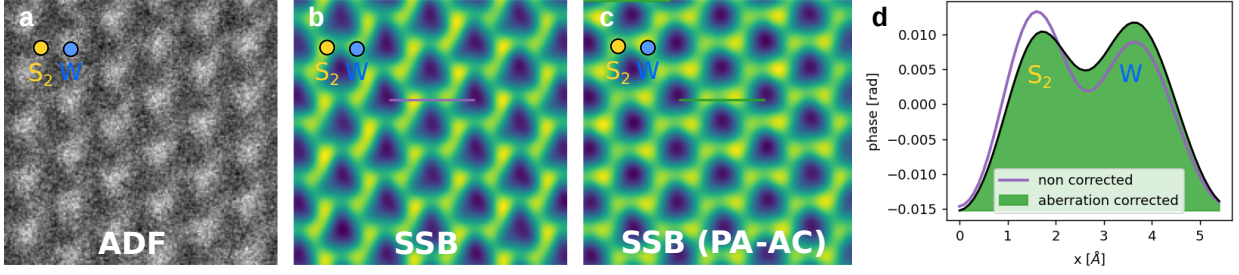 a
S₂ W
ADF
b
S₂ W
SSB
c
S₂ W
SSB (PA-AC)
d
phase [rad]
0.010
0.005
0.000
−0.005
−0.010
−0.015
S₂
W
non corrected
aberration corrected
0 1 2 3 4 5
x [Å]